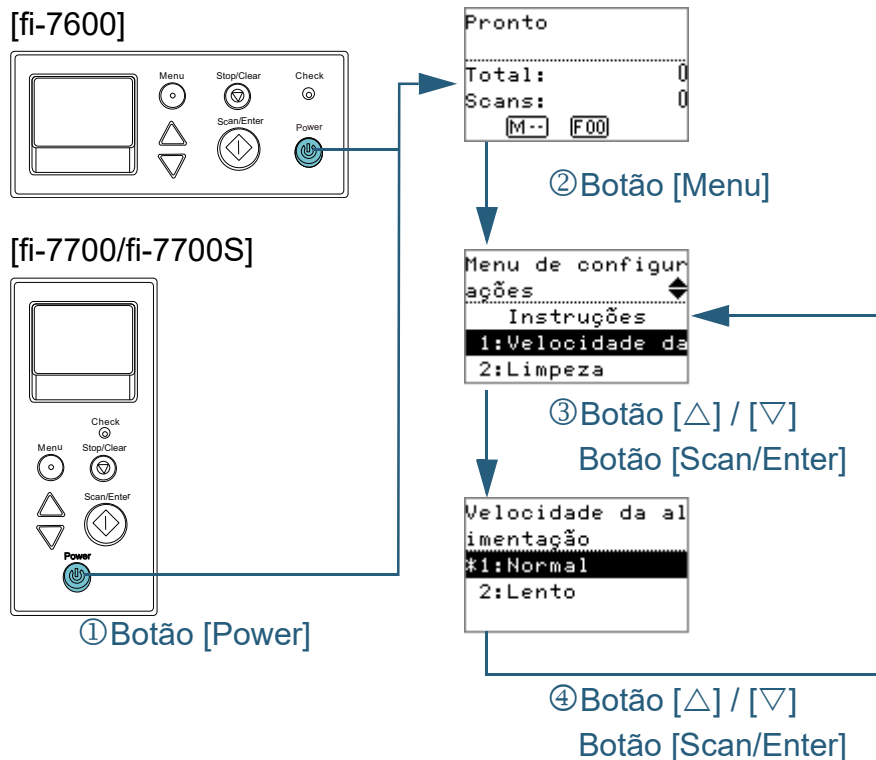 [fi-7600]
Menu
Stop/Clear
Check
Scan/Enter
Power
[fi-7700/fi-7700S]
Check
Menu
Stop/Clear
Scan/Enter
Power
①Botão [Power]
Pronto
Total: 0
Scans: 0
M-- F00
②Botão [Menu]
Menu de configur
ações
Instruções
1:Velocidade da
2:Limpeza
③Botão [△] / [▽]
Botão [Scan/Enter]
Velocidade da al
imentação
*1:Normal
2:Lento
④Botão [△] / [▽]
Botão [Scan/Enter]